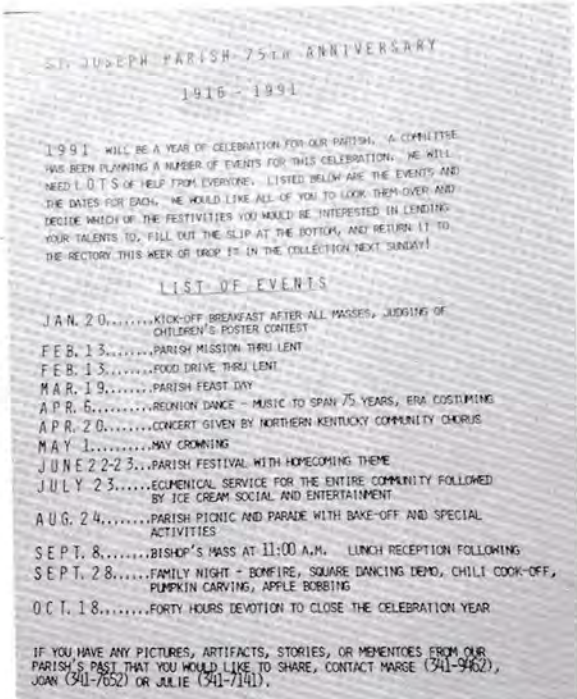 ST. JOSEPH PARISH 75TH ANNIVERSARY
1916 - 1991
1991 WILL BE A YEAR OF CELEBRATION FOR OUR PARISH. A COMMITTEE
HAS BEEN PLANNING A NUMBER OF EVENTS FOR THIS CELEBRATION. WE WILL
NEED L O T S OF HELP FROM EVERYONE. LISTED BELOW ARE THE EVENTS AND
THE DATES FOR EACH. WE WOULD LIKE ALL OF YOU TO LOOK THEM OVER AND
DECIDE WHICH OF THE FESTIVITIES YOU WOULD BE INTERESTED IN LENDING
YOUR TALENTS TO, FILL OUT THE SLIP AT THE BOTTOM, AND RETURN IT TO
THE RECTORY THIS WEEK OR DROP IT IN THE COLLECTION NEXT SUNDAY!
LIST OF EVENTS
JAN. 20........KICK-OFF BREAKFAST AFTER ALL MASSES, JUDGING OF
CHILDREN'S POSTER CONTEST
FEB. 13........PARISH MISSION THRU LENT
FEB. 13........FOOD DRIVE THRU LENT
MAR. 19........PARISH FEAST DAY
APR. 6.........REUNION DANCE - MUSIC TO SPAN 75 YEARS, ERA COSTUMING
APR. 20........CONCERT GIVEN BY NORTHERN KENTUCKY COMMUNITY CHORUS
MAY 1..........MAY CROWNING
JUNE 22-23...PARISH FESTIVAL WITH HOMECOMING THEME
JULY 23......ECUMENICAL SERVICE FOR THE ENTIRE COMMUNITY FOLLOWED
BY ICE CREAM SOCIAL AND ENTERTAINMENT
AUG. 24.......PARISH PICNIC AND PARADE WITH BAKE-OFF AND SPECIAL
ACTIVITIES
SEPT. 8.......BISHOP'S MASS AT 11:00 A.M. LUNCH RECEPTION FOLLOWING
SEPT. 28......FAMILY NIGHT - BONFIRE, SQUARE DANCING DEMO, CHILI COOK-OFF,
PUMPKIN CARVING, APPLE BOBBING
OCT. 18........FORTY HOURS DEVOTION TO CLOSE THE CELEBRATION YEAR
IF YOU HAVE ANY PICTURES, ARTIFACTS, STORIES, OR MEMENTOES FROM OUR
PARISH'S PAST THAT YOU WOULD LIKE TO SHARE, CONTACT MARGE (341-9462),
JOAN (341-7652) OR JULIE (341-7141).